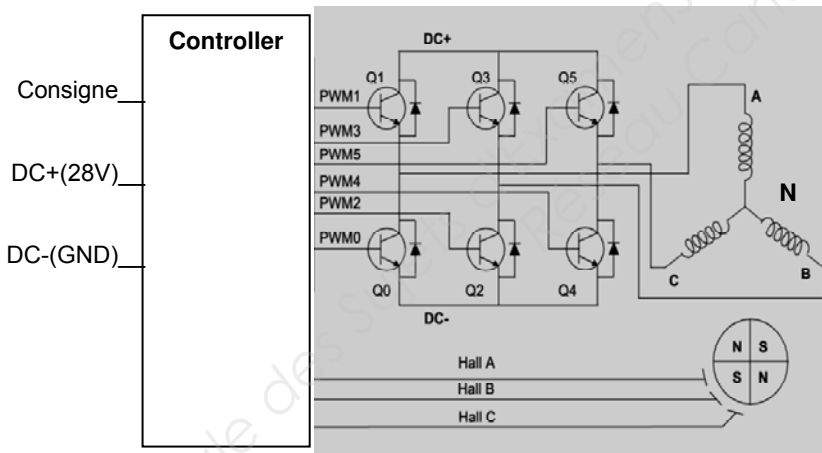 Controller
DC+
Consigne
Q1
Q3
Q5
PWM1
A
PWM3
PWM5
DC+(28V)
PWM4
N
PWM2
DC-(GND)
PWM0
C
B
Q0
Q2
Q4
DC-
N S
S N
Hall A
Hall B
Hall C